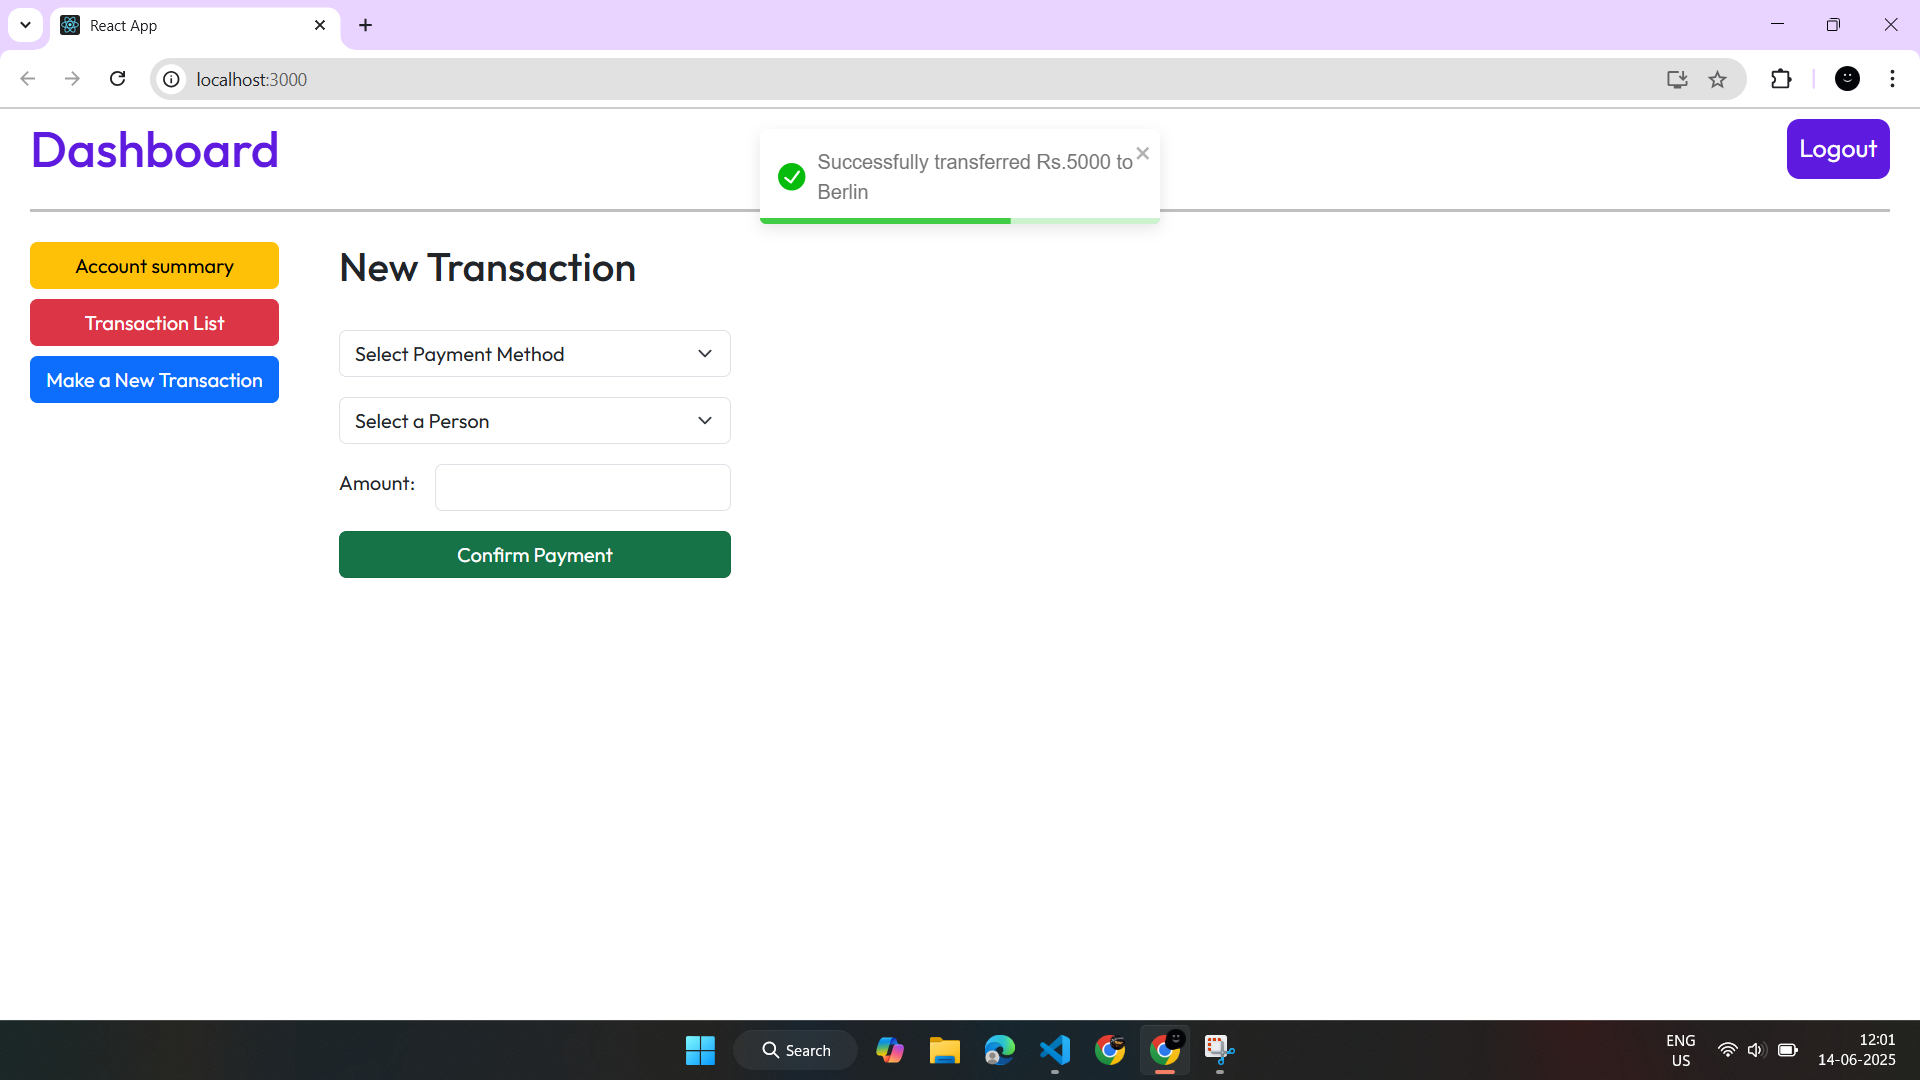 React App
localhost:3000
Dashboard
Successfully transferred Rs.5000 to
Berlin
Logout
Account summary
Transaction List
Make a New Transaction
New Transaction
Select Payment Method
Select a Person
Amount:
Confirm Payment
Search
ENG
US
12:01
14-06-2025